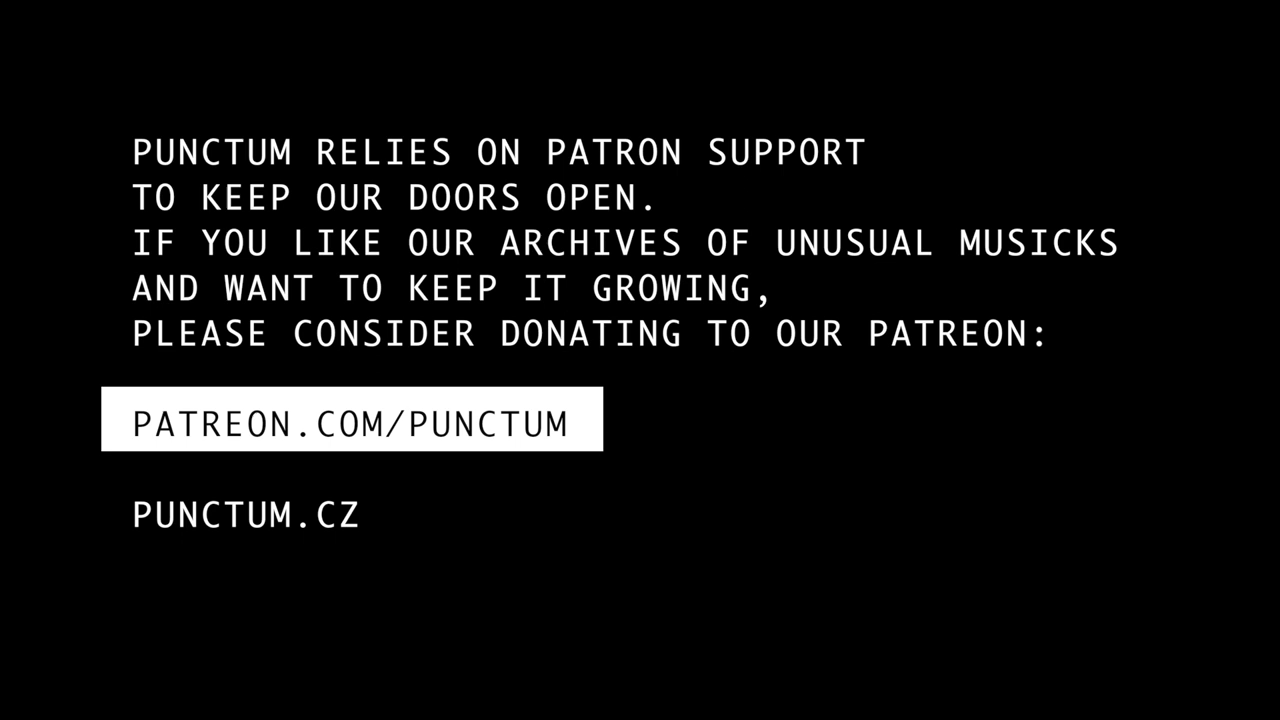 PUNCTUM RELIES ON PATRON SUPPORT
TO KEEP OUR DOORS OPEN.
IF YOU LIKE OUR ARCHIVES OF UNUSUAL MUSICKS
AND WANT TO KEEP IT GROWING,
PLEASE CONSIDER DONATING TO OUR PATREON:
PATREON.COM/PUNCTUM
PUNCTUM.CZ